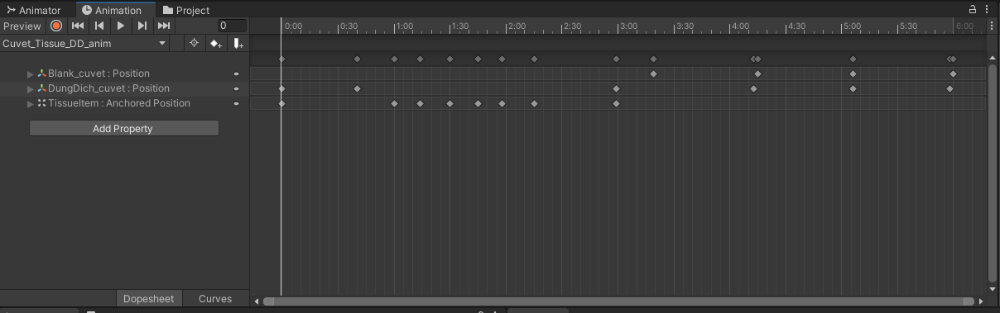 Animator Animation Project
Preview 0 0:00 0:30 1:00 1:30 2:00 2:30 3:00 3:30 4:00 4:30 5:00 5:30 6:00
Cuvet_Tissue_DD_anim
Blank_cuvet : Position
DungDich_cuvet : Position
TissueItem : Anchored Position
Add Property
Dopesheet Curves